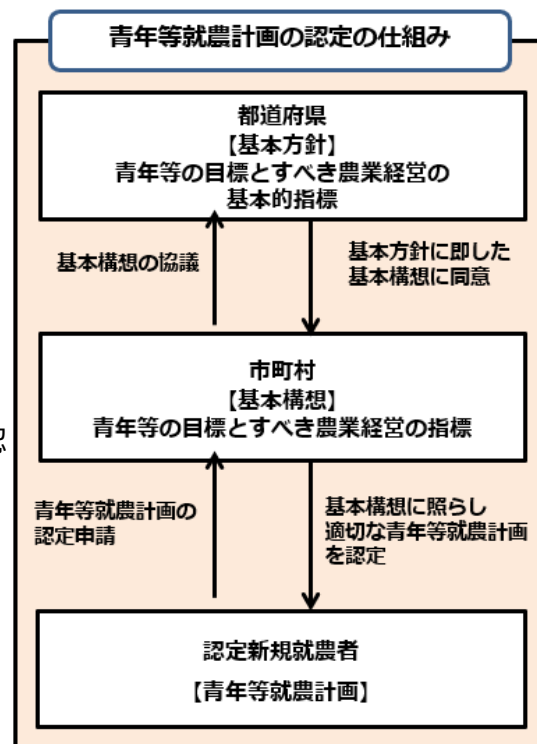 青年等就農計画の認定の仕組み
都道府県
【基本方針】
青年等の目標とすべき農業経営の
基本的指標
基本構想の協議
基本方針に即した
基本構想に同意
市町村
【基本構想】
青年等の目標とすべき農業経営の指標
青年等就農計画の
認定申請
基本構想に照らし
適切な青年等就農計画
を認定
認定新規就農者
【青年等就農計画】